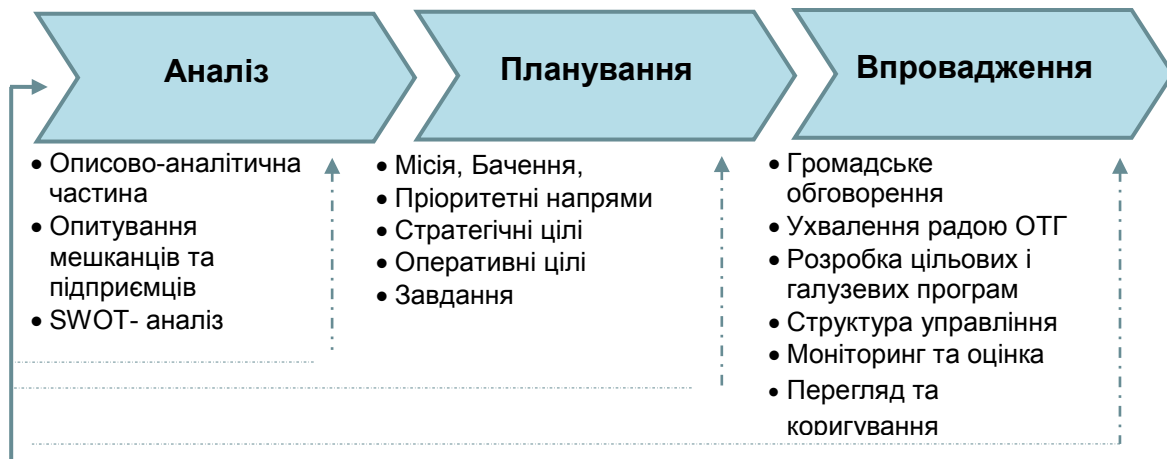 Аналіз
Планування
Впровадження
• Описово-аналітична
частина
• Опитування
мешканців та
підприємців
• SWOT- аналіз
• Місія, Бачення,
• Пріоритетні напрями
• Стратегічні цілі
• Оперативні цілі
• Завдання
• Громадське
обговорення
• Ухвалення радою ОТГ
• Розробка цільових і
галузевих програм
• Структура управління
• Моніторинг та оцінка
• Перегляд та
коригування